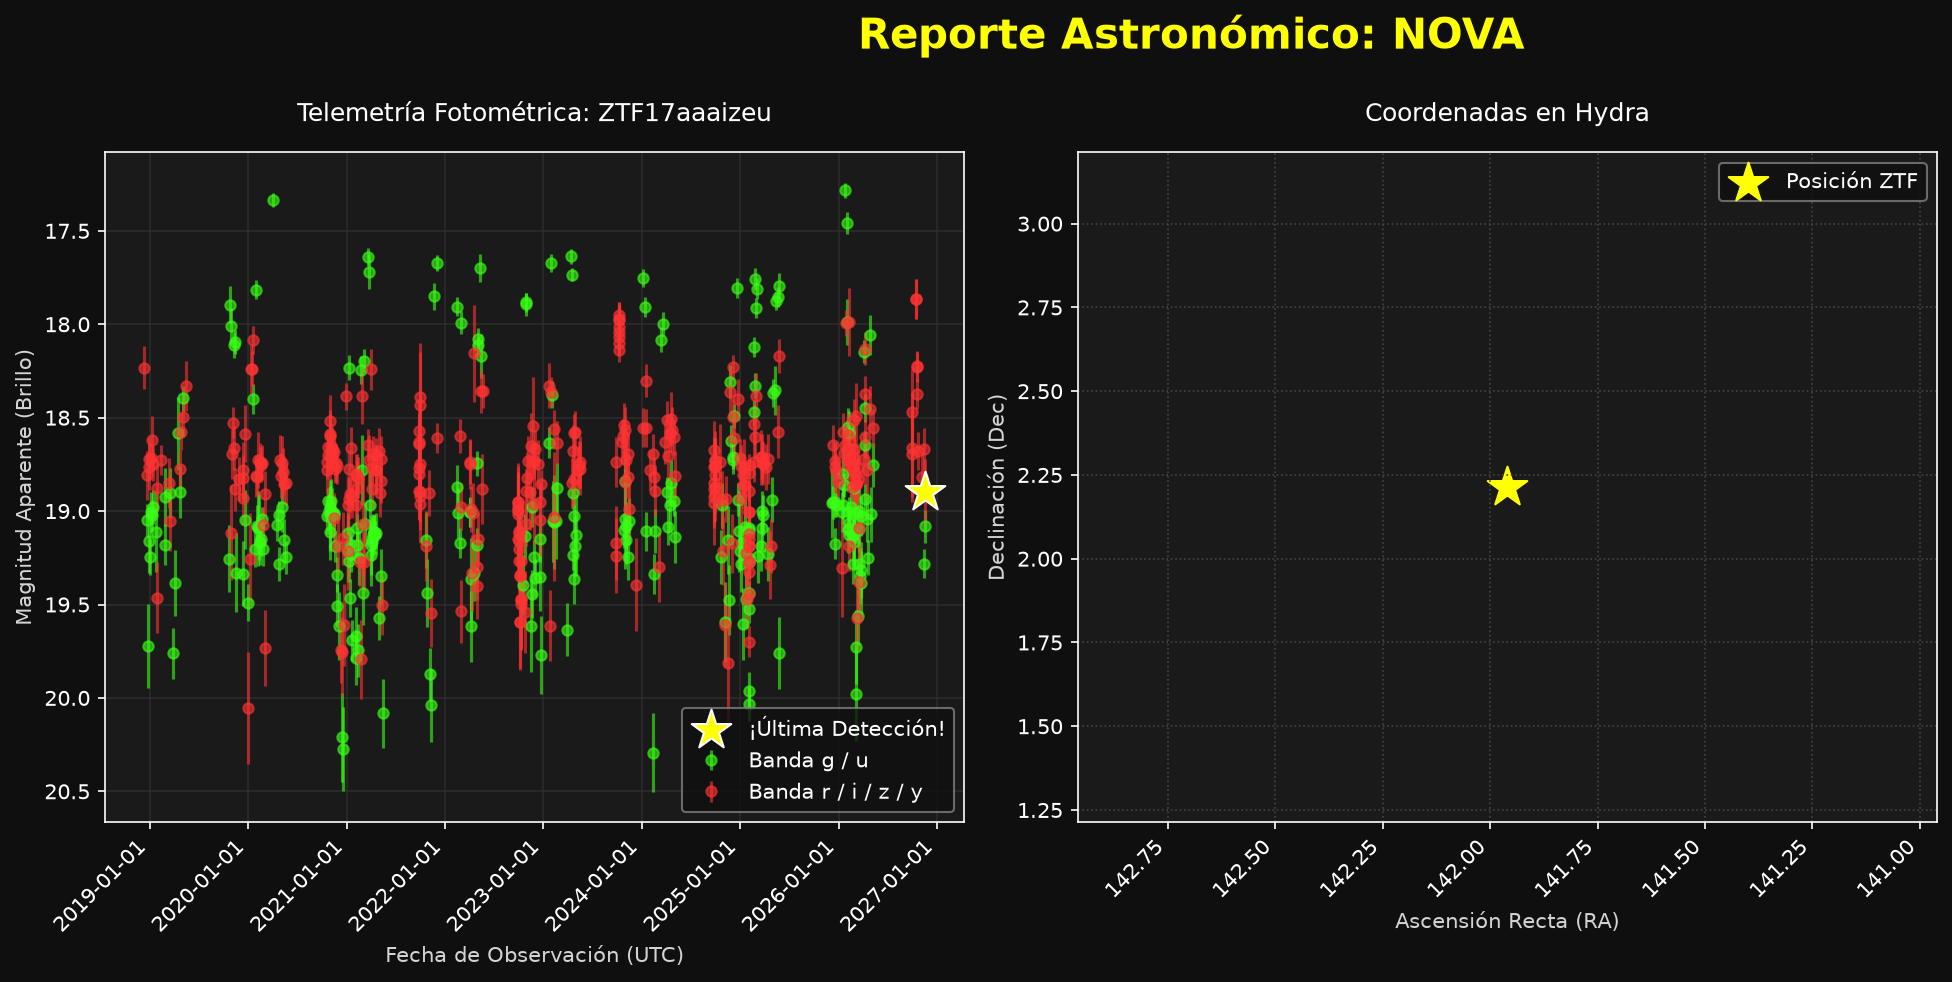 Reporte Astronómico: NOVA
Telemetría Fotométrica: ZTF17aaaizeu
Magnitud Aparente (Brillo)
17.5
18.0
18.5
19.0
19.5
20.0
20.5
¡Última Detección!
Banda g / u
Banda r / i / z / y
2019-01-01
2020-01-01
2021-01-01
2022-01-01
2023-01-01
2024-01-01
2025-01-01
2026-01-01
2027-01-01
Fecha de Observación (UTC)
Coordenadas en Hydra
Posición ZTF
Declinación (Dec)
3.00
2.75
2.50
2.25
2.00
1.75
1.50
1.25
142.75
142.50
142.25
142.00
141.75
141.50
141.25
141.00
Ascensión Recta (RA)